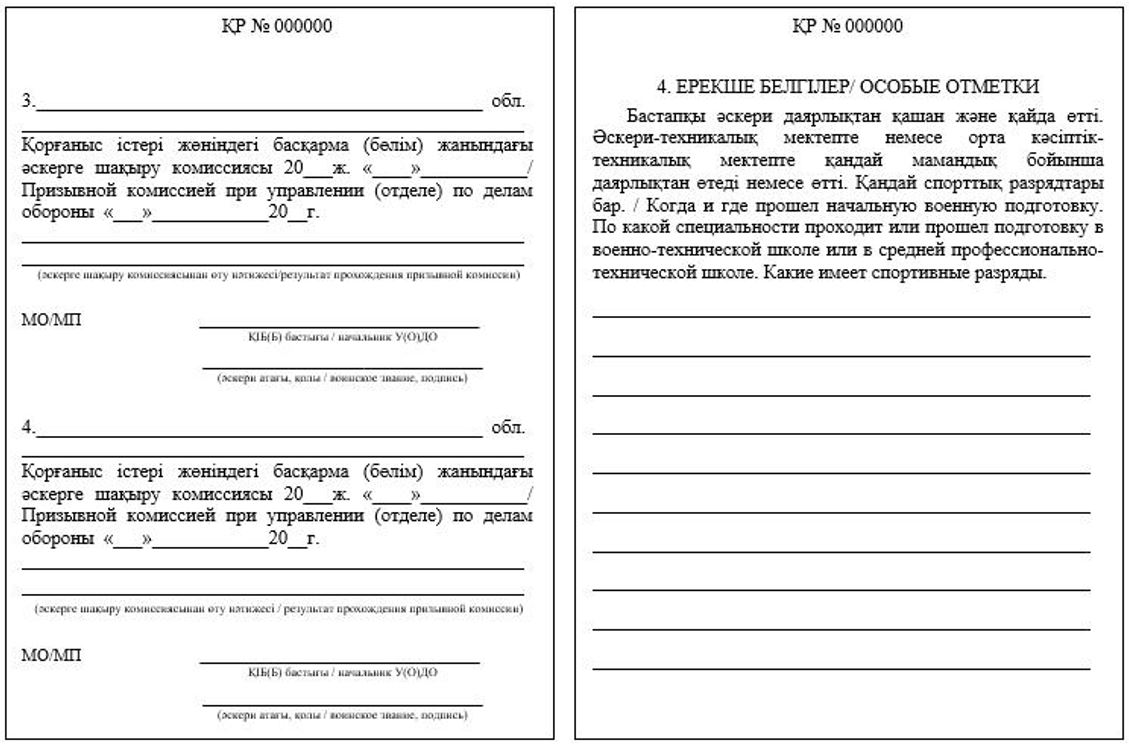 ҚР № 000000
3.________________________________________________ обл.
Қорғаныс істері жөніндегі басқарма (бөлім) жанындағы
әскерге шақыру комиссиясы 20___ж. «____»___________/
Призывной комиссией при управлении (отделе) по делам
обороны «___»____________20__г.
(әскерге шақыру комиссиясынан өту нәтижесі/результат прохождения призывной комиссии)
МО/МП
ҚІБ(Б) бастығы / начальник У(О)ДО
(әскери атағы, қолы / воинское звание, подпись)
4.________________________________________________ обл.
Қорғаныс істері жөніндегі басқарма (бөлім) жанындағы
әскерге шақыру комиссиясы 20___ж. «____»___________/
Призывной комиссией при управлении (отделе) по делам
обороны «___»____________20__г.
(әскерге шақыру комиссиясынан өту нәтижесі / результат прохождения призывной комиссии)
МО/МП
ҚІБ(Б) бастығы / начальник У(О)ДО
(әскери атағы, қолы / воинское звание, подпись)
ҚР № 000000
4. ЕРЕКШЕ БЕЛГІЛЕР/ ОСОБЫЕ ОТМЕТКИ
Бастапқы әскери даярлықтан қашан және қайда өтті.
Әскери-техникалық мектепте немесе орта кәсіптік-
техникалық мектепте қандай мамандық бойынша
даярлықтан өтеді немесе өтті. Қандай спорттық разрядтары
бар. / Когда и где прошел начальную военную подготовку.
По какой специальности проходит или прошел подготовку в
военно-технической школе или в средней профессионально-
технической школе. Какие имеет спортивные разряды.